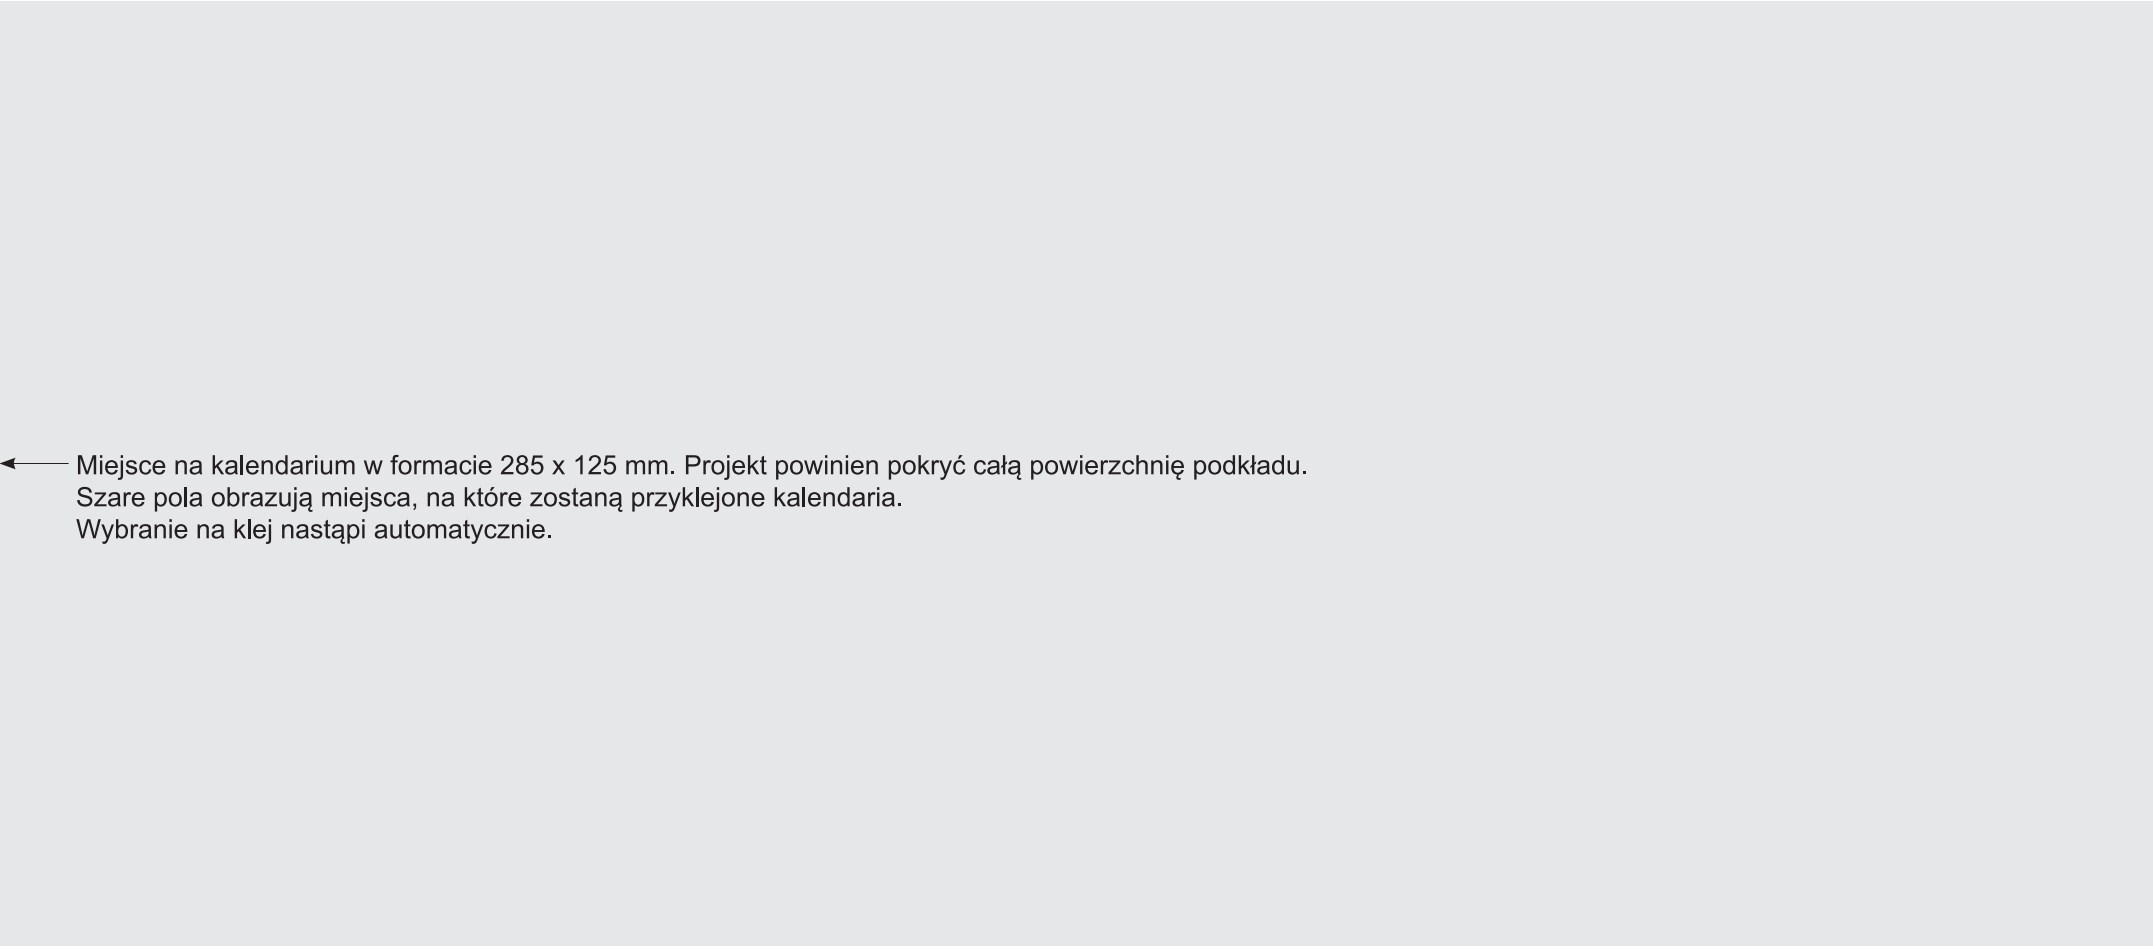 Miejsce na kalendarium w formacie 285 x 125 mm. Projekt powinien pokryć całą powierzchnię podkładu.
Szare pola obrazują miejsca, na które zostaną przyklejone kalendaria.
Wybranie na klej nastąpi automatycznie.